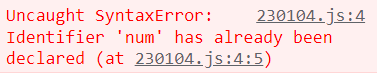 Uncaught SyntaxError: 230104.js:4
Identifier 'num' has already been
declared (at 230104.js:4:5)